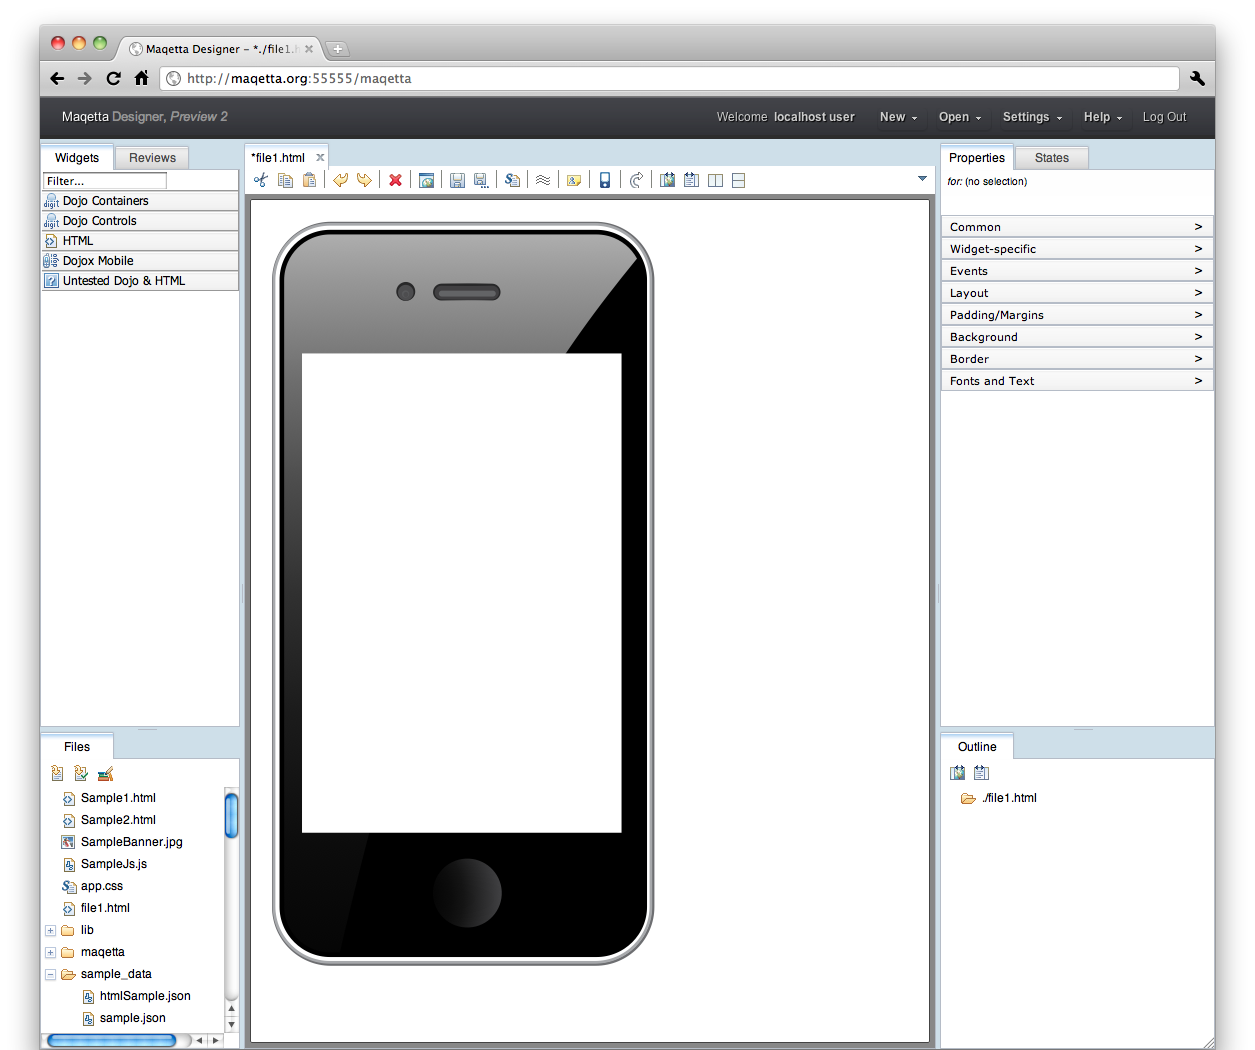 Maqetta Designer – *./file1.h
http://maqetta.org:55555/maqetta
Maqetta Designer, Preview 2
Welcome localhost user New Open Settings Help Log Out
Widgets Reviews
Filter...
Dojo Containers
Dojo Controls
HTML
Dojox Mobile
Untested Dojo & HTML
*file1.html
Properties States
for: (no selection)
Common >
Widget-specific >
Events >
Layout >
Padding/Margins >
Background >
Border >
Fonts and Text >
Files
Sample1.html
Sample2.html
SampleBanner.jpg
SampleJs.js
app.css
file1.html
lib
maqetta
sample_data
htmlSample.json
sample.json
Outline
./file1.html